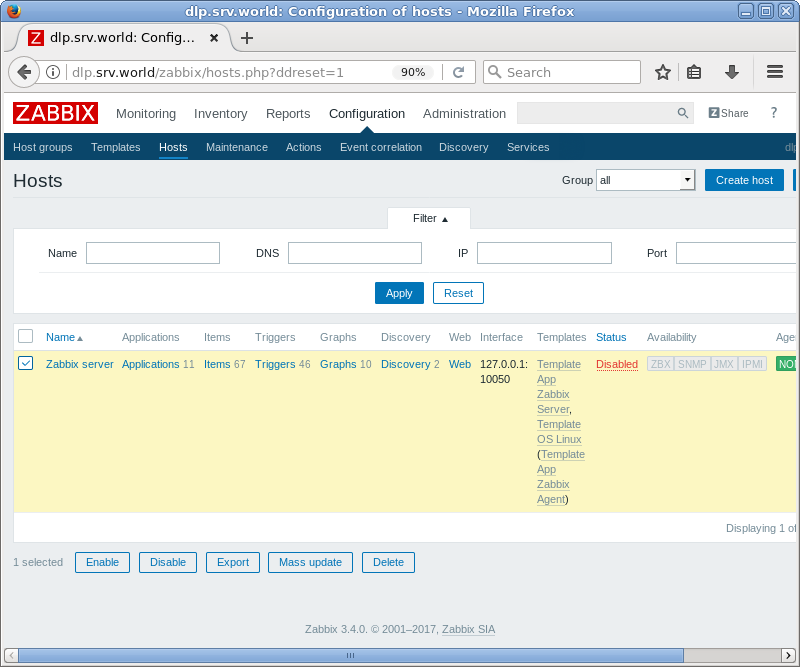 dlp.srv.world: Configuration of hosts - Mozilla Firefox
Z dlp.srv.world: Config...
dlp.srv.world/zabbix/hosts.php?ddreset=1 90% Search
ZABBIX Monitoring Inventory Reports Configuration Administration Z Share ?
Host groups Templates Hosts Maintenance Actions Event correlation Discovery Services dlp
Hosts Group all Create host
Filter
Name DNS IP Port
Apply Reset
Name Applications Items Triggers Graphs Discovery Web Interface Templates Status Availability Age
Zabbix server Applications 11 Items 67 Triggers 46 Graphs 10 Discovery 2 Web 127.0.0.1: Template Disabled ZBX SNMP JMX IPMI NO
10050 App
Zabbix
Server,
Template
OS Linux
(Template
App
Zabbix
Agent)
Displaying 1 of
1 selected Enable Disable Export Mass update Delete
Zabbix 3.4.0. © 2001–2017, Zabbix SIA